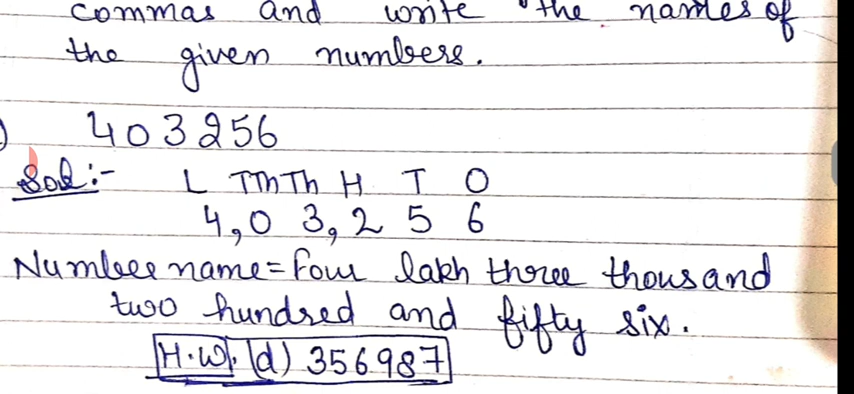 commas and write the names of
the given numbers.
) 403256
Sol:- L TTh Th H T O
4,0 3,2 5 6
Number name=Four lakh three thousand
two hundred and fifty six.
H.W. (d) 356987